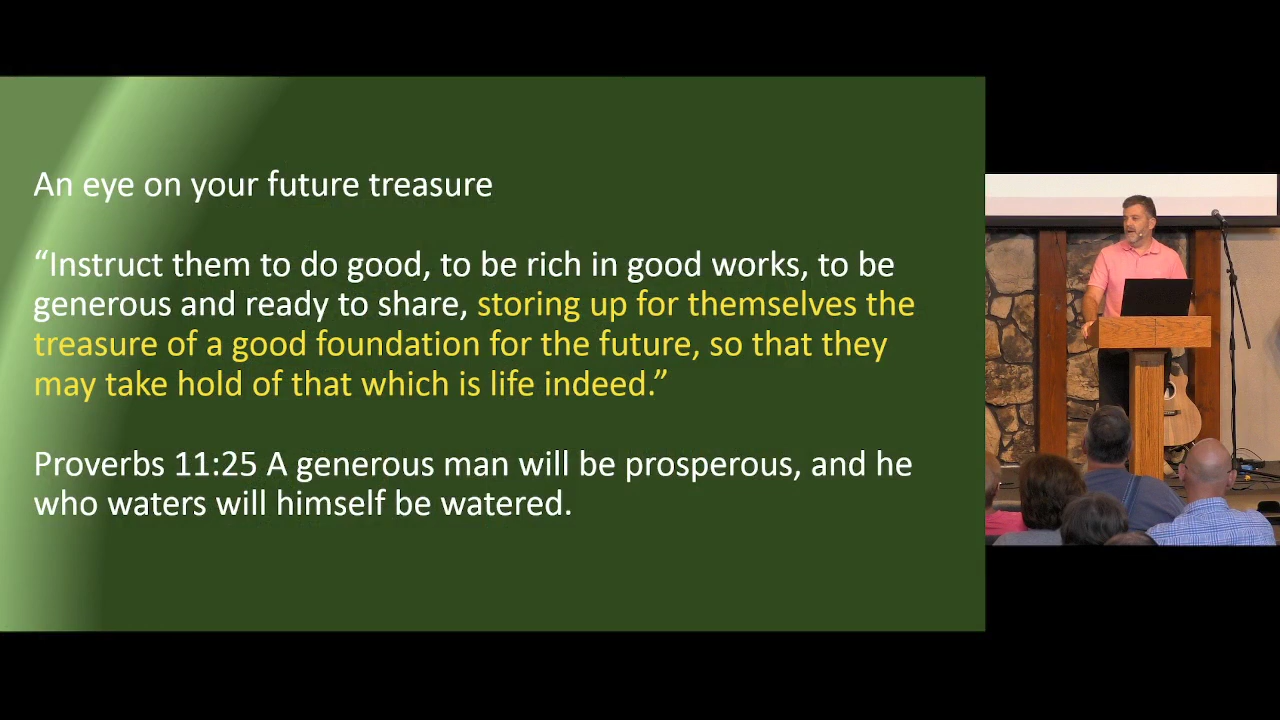 An eye on your future treasure
“Instruct them to do good, to be rich in good works, to be
generous and ready to share, storing up for themselves the
treasure of a good foundation for the future, so that they
may take hold of that which is life indeed.”
Proverbs 11:25 A generous man will be prosperous, and he
who waters will himself be watered.